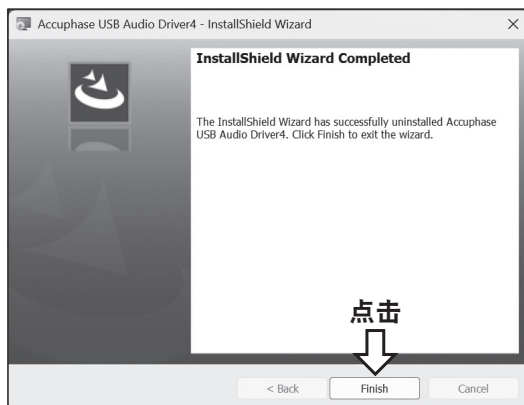 Accuphase USB Audio Driver4 - InstallShield Wizard
InstallShield Wizard Completed
The InstallShield Wizard has successfully uninstalled Accuphase
USB Audio Driver4. Click Finish to exit the wizard.
点击
< Back
Finish
Cancel